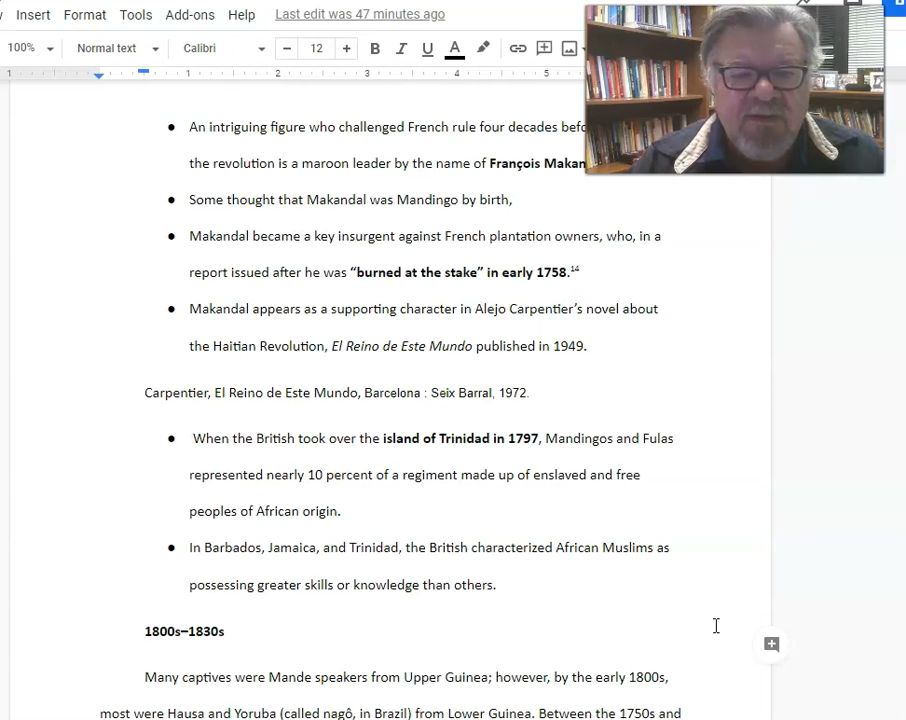 Insert Format Tools Add-ons Help Last edit was 47 minutes ago
100% Normal text Calibri 12 B I U A
1 1 2 3 4 5
● An intriguing figure who challenged French rule four decades
the revolution is a maroon leader by the name of François
● Some thought that Makandal was Mandingo by birth,
● Makandal became a key insurgent against French plantation owners, who, in a
report issued after he was “burned at the stake” in early 1758.¹⁴
● Makandal appears as a supporting character in Alejo Carpentier’s novel about
the Haitian Revolution, El Reino de Este Mundo published in 1949.
Carpentier, El Reino de Este Mundo, Barcelona : Seix Barral, 1972.
● When the British took over the island of Trinidad in 1797, Mandingos and Fulas
represented nearly 10 percent of a regiment made up of enslaved and free
peoples of African origin.
● In Barbados, Jamaica, and Trinidad, the British characterized African Muslims as
possessing greater skills or knowledge than others.
1800s–1830s
Many captives were Mande speakers from Upper Guinea; however, by the early 1800s,
most were Hausa and Yoruba (called nagô, in Brazil) from Lower Guinea. Between the 1750s and